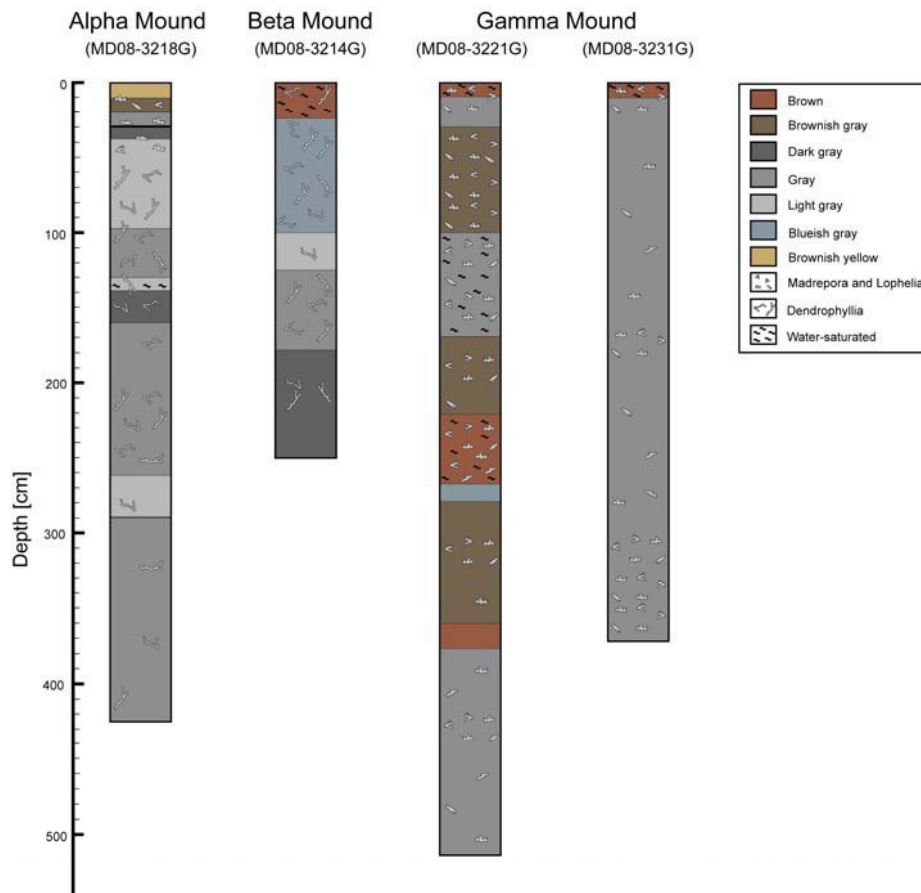 Alpha Mound Beta Mound Gamma Mound
(MD08-3218G) (MD08-3214G) (MD08-3221G) (MD08-3231G)
0
100
200
300
400
500
Depth [cm]
Brown
Brownish gray
Dark gray
Gray
Light gray
Blueish gray
Brownish yellow
Madrepora and Lophelia
Dendrophyllia
Water-saturated